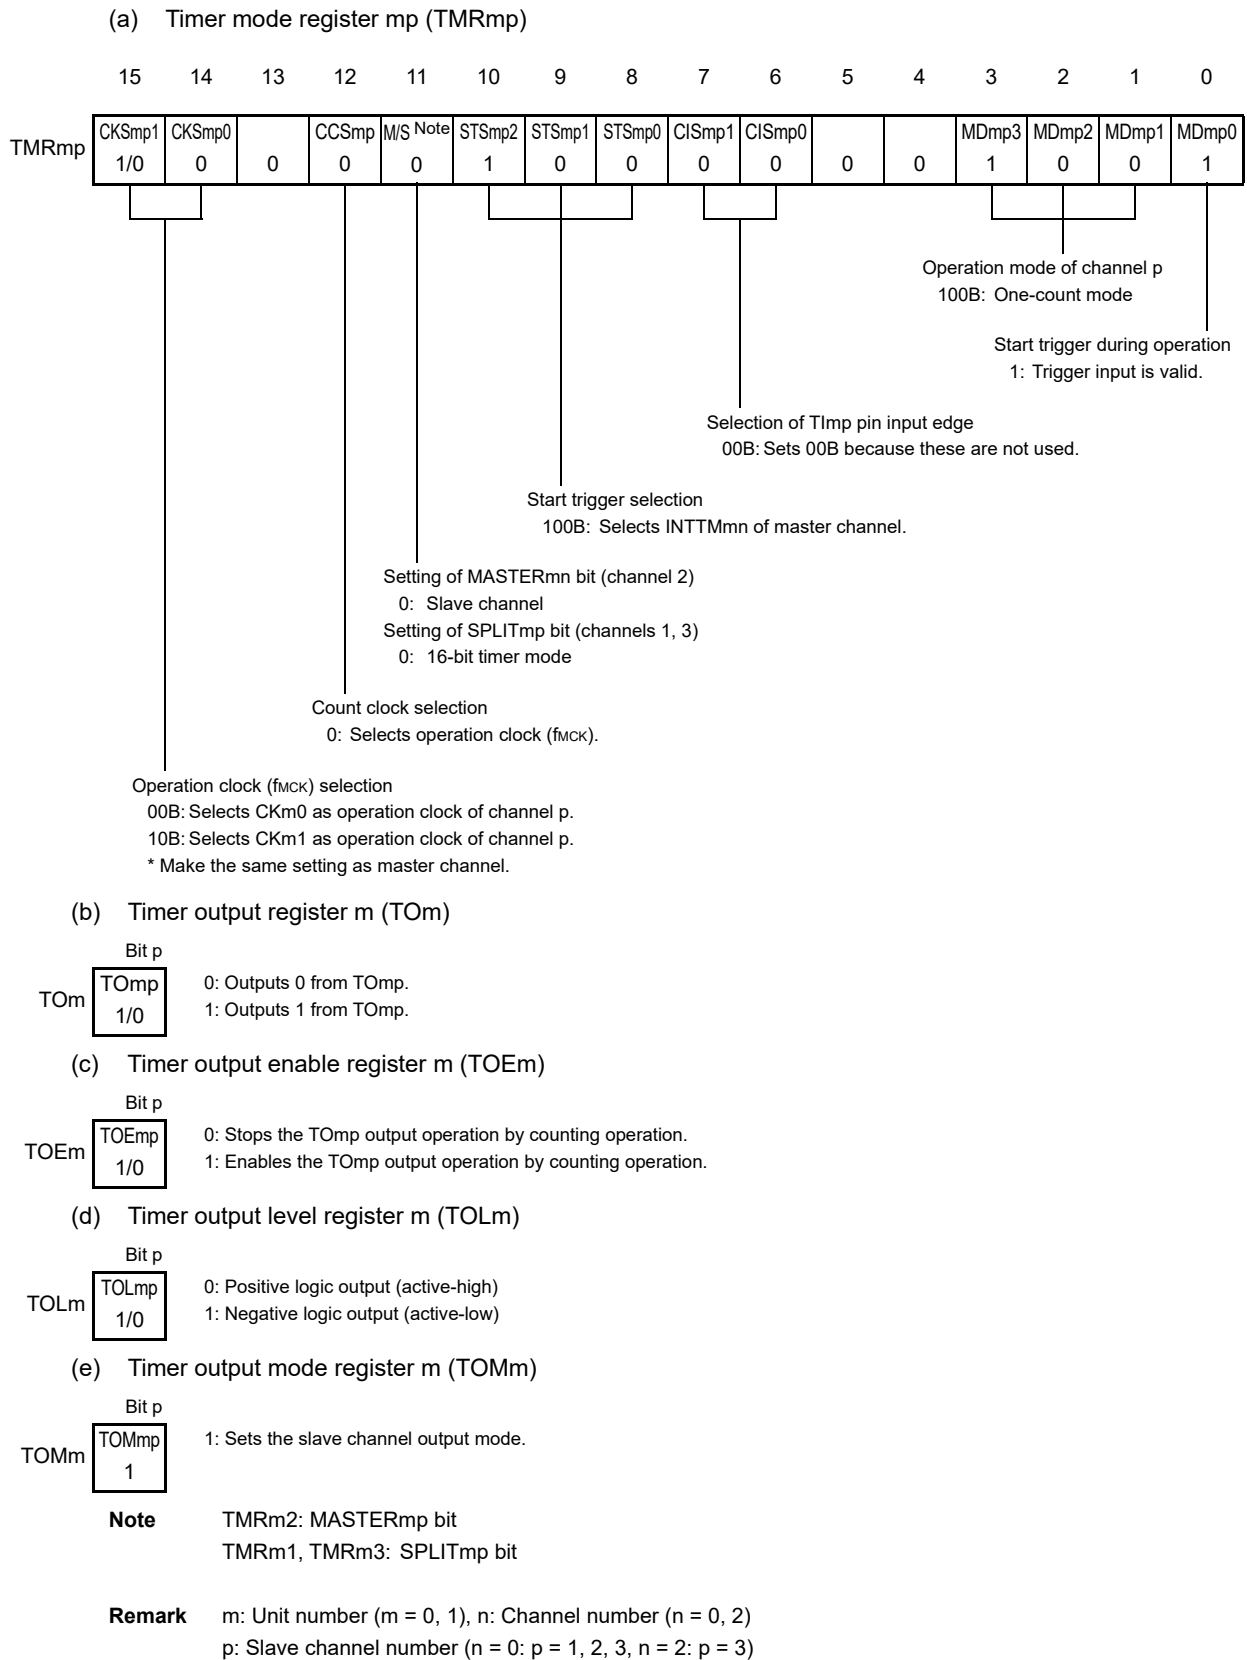 (a) Timer mode register mp (TMRmp)
15 14 13 12 11 10 9 8 7 6 5 4 3 2 1 0
CKSmp1 CKSmp0 CCSmp M/S Note STSmp2 STSmp1 STSmp0 CISmp1 CISmp0 MDmp3 MDmp2 MDmp1 MDmp0
TMRmp
1/0 0 0 0 0 1 0 0 0 0 0 0 1 0 0 1
Operation mode of channel p
100B: One-count mode
Start trigger during operation
1: Trigger input is valid.
Selection of TImp pin input edge
00B: Sets 00B because these are not used.
Start trigger selection
100B: Selects INTTMmn of master channel.
Setting of MASTERmn bit (channel 2)
0: Slave channel
Setting of SPLITmp bit (channels 1, 3)
0: 16-bit timer mode
Count clock selection
0: Selects operation clock (fMCK).
Operation clock (fMCK) selection
00B: Selects CKm0 as operation clock of channel p.
10B: Selects CKm1 as operation clock of channel p.
* Make the same setting as master channel.
(b) Timer output register m (TOm)
Bit p
TOm
TOmp
1/0
0: Outputs 0 from TOmp.
1: Outputs 1 from TOmp.
(c) Timer output enable register m (TOEm)
Bit p
TOEm
TOEmp
1/0
0: Stops the TOmp output operation by counting operation.
1: Enables the TOmp output operation by counting operation.
(d) Timer output level register m (TOLm)
Bit p
TOLm
TOLmp
1/0
0: Positive logic output (active-high)
1: Negative logic output (active-low)
(e) Timer output mode register m (TOMm)
Bit p
TOMm
TOMmp
1
1: Sets the slave channel output mode.
Note TMRm2: MASTERmp bit
TMRm1, TMRm3: SPLITmp bit
Remark m: Unit number (m = 0, 1), n: Channel number (n = 0, 2)
p: Slave channel number (n = 0: p = 1, 2, 3, n = 2: p = 3)